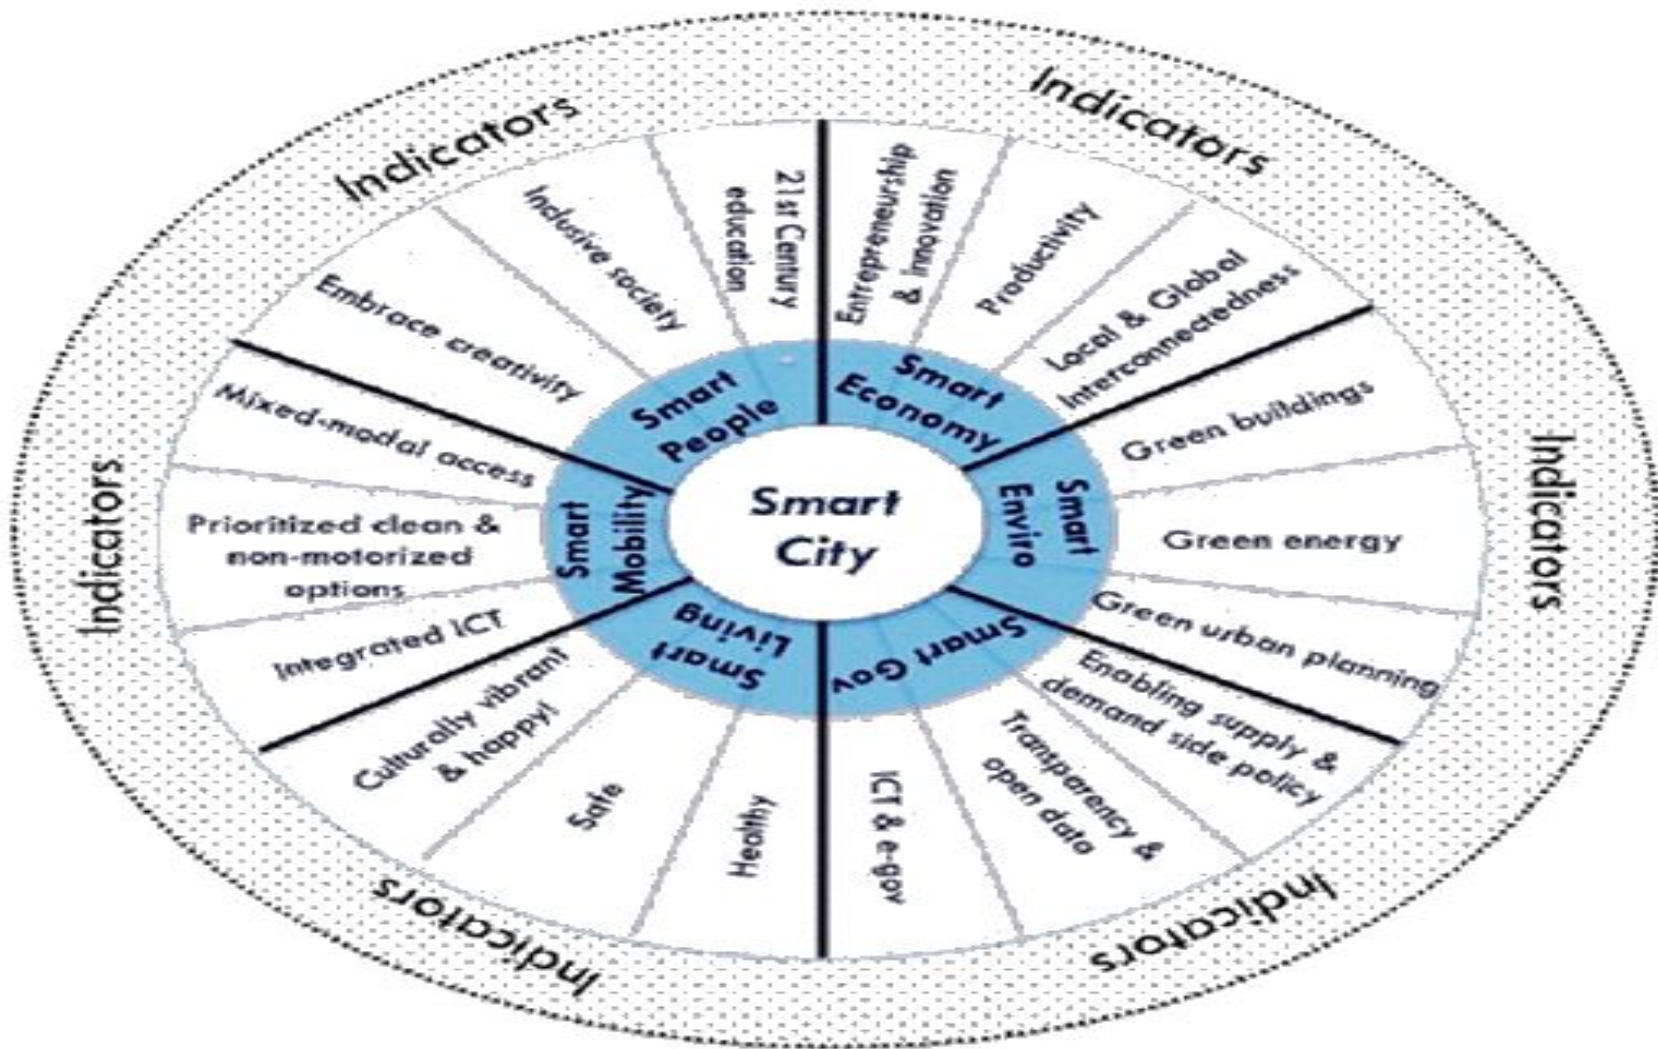 Indicators
Indicators
Indicators
Indicators
Indicators
Indicators
Smart
City
Smart
Economy
Entrepreneurship
& innovation
Productivity
Local & Global
Interconnectedness
Smart
Enviro
Green buildings
Green energy
Green urban planning
Smart Gov
Enabling supply &
demand side policy
Transparency &
open data
ICT & e-gov
Smart
Living
Healthy
Safe
Culturally vibrant
& happy!
Smart
Mobility
Integrated ICT
Prioritized clean &
non-motorized
options
Mixed-modal access
Smart
People
Embrace creativity
Inclusive society
21st Century
education